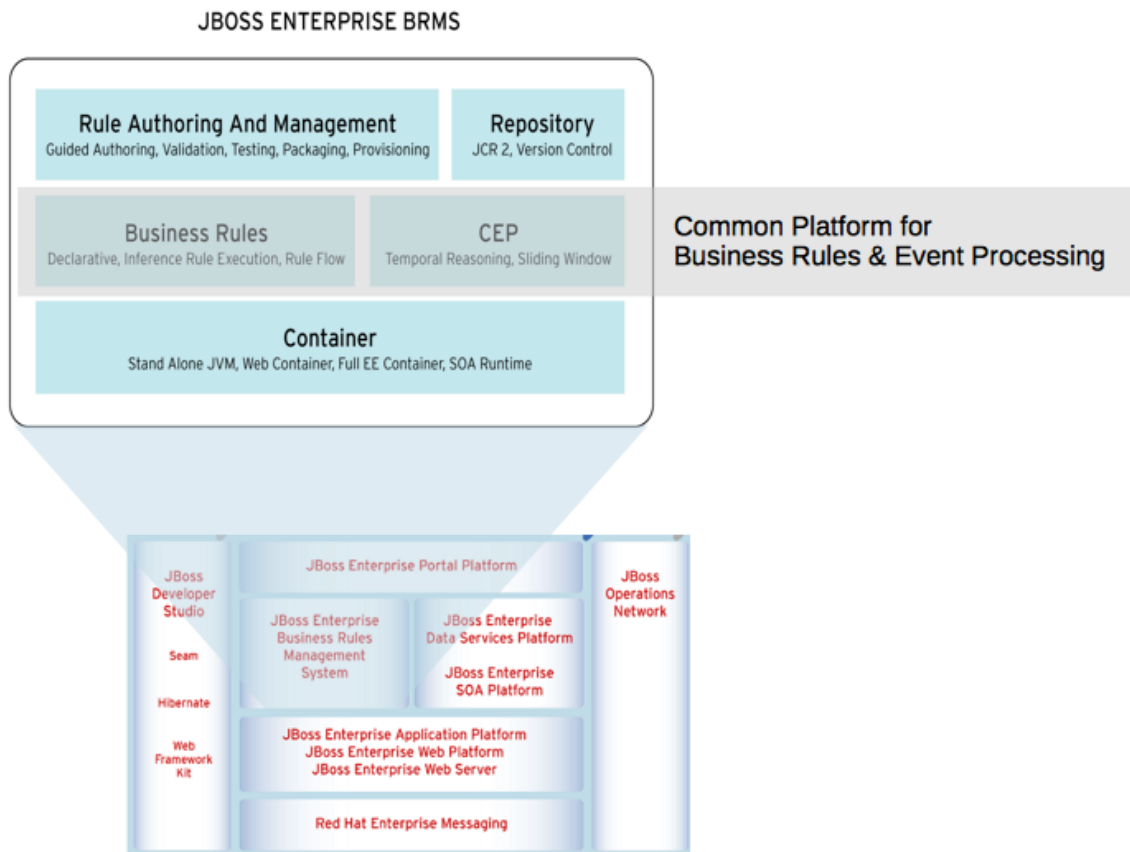 JBOSS ENTERPRISE BRMS
Rule Authoring And Management
Guided Authoring, Validation, Testing, Packaging, Provisioning
Repository
JCR 2, Version Control
Business Rules
Declarative, Inference Rule Execution, Rule Flow
CEP
Temporal Reasoning, Sliding Window
Common Platform for
Business Rules & Event Processing
Container
Stand Alone JVM, Web Container, Full EE Container, SOA Runtime
JBoss
Developer
Studio
Seam
Hibernate
Web
Framework
Kit
JBoss Enterprise Portal Platform
JBoss Enterprise
Business Rules
Management
System
JBoss Enterprise
Data Services Platform
JBoss Enterprise
SOA Platform
JBoss Enterprise Application Platform
JBoss Enterprise Web Platform
JBoss Enterprise Web Server
Red Hat Enterprise Messaging
JBoss
Operations
Network